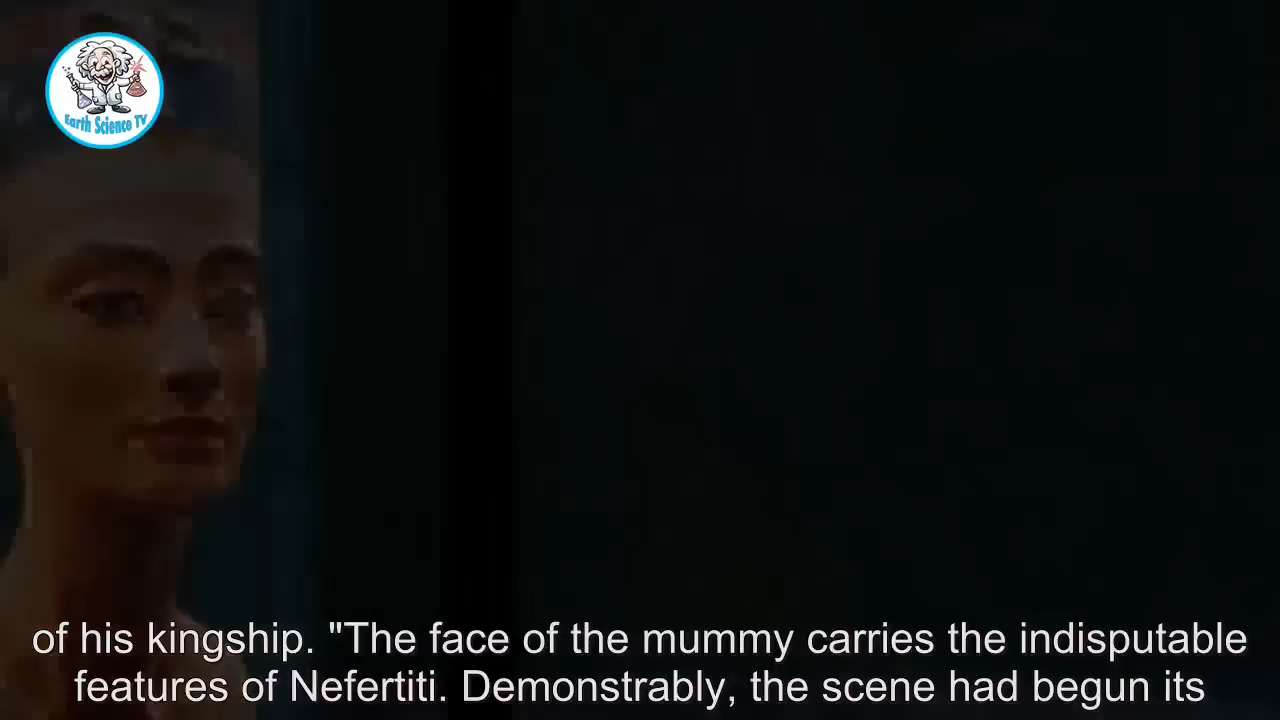 Earth Science TV
of his kingship. "The face of the mummy carries the indisputable
features of Nefertiti. Demonstrably, the scene had begun its